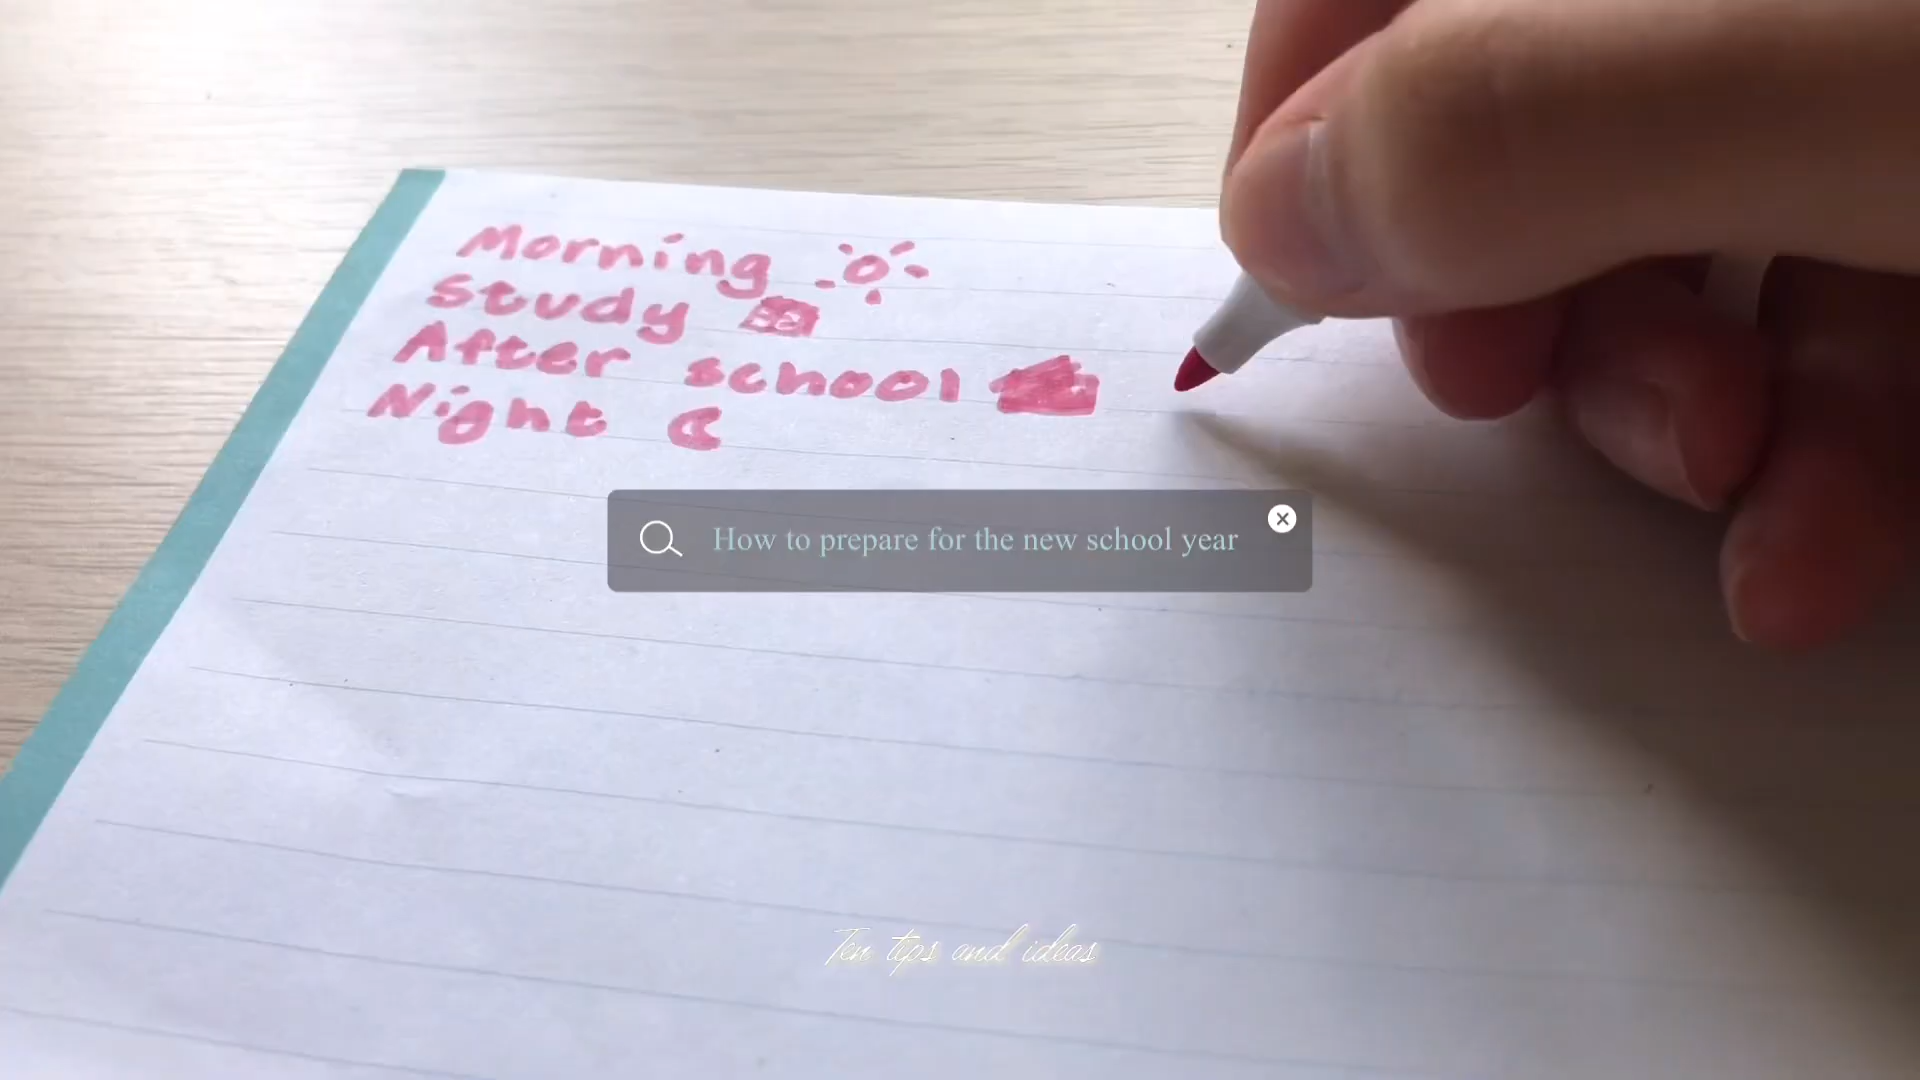 Morning
study
After school
Night
How to prepare for the new school year
Ten tips and ideas